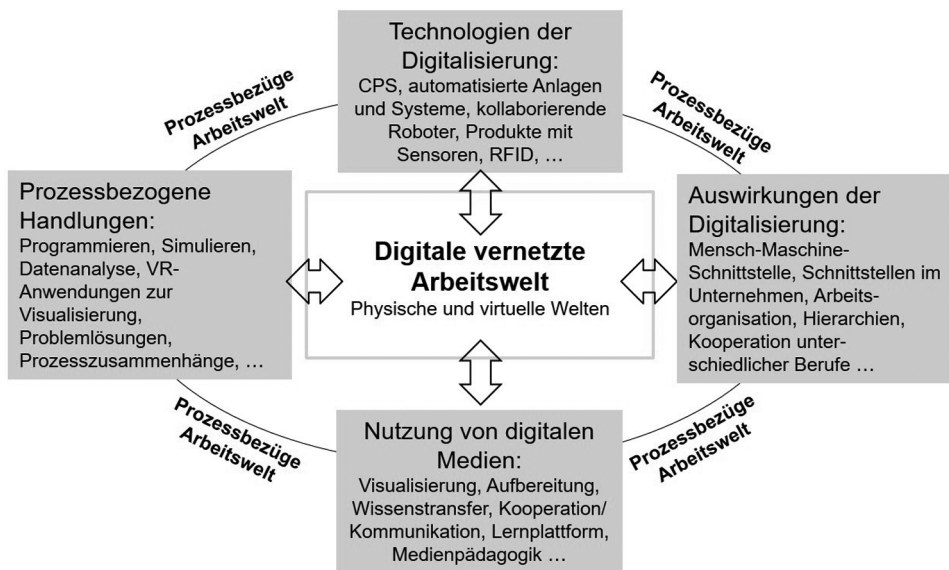 Technologien der
Digitalisierung:
CPS, automatisierte Anlagen
und Systeme, kollaborierende
Roboter, Produkte mit
Sensoren, RFID, …
Prozessbezüge
Arbeitswelt
Prozessbezüge
Arbeitswelt
Prozessbezogene
Handlungen:
Programmieren, Simulieren,
Datenanalyse, VR-
Anwendungen zur
Visualisierung,
Problemlösungen,
Prozesszusammenhänge, …
Digitale vernetzte
Arbeitswelt
Physische und virtuelle Welten
Auswirkungen der
Digitalisierung:
Mensch-Maschine-
Schnittstelle, Schnittstellen im
Unternehmen, Arbeits-
organisation, Hierarchien,
Kooperation unter-
schiedlicher Berufe …
Prozessbezüge
Arbeitswelt
Prozessbezüge
Arbeitswelt
Nutzung von digitalen
Medien:
Visualisierung, Aufbereitung,
Wissenstransfer, Kooperation/
Kommunikation, Lernplattform,
Medienpädagogik …